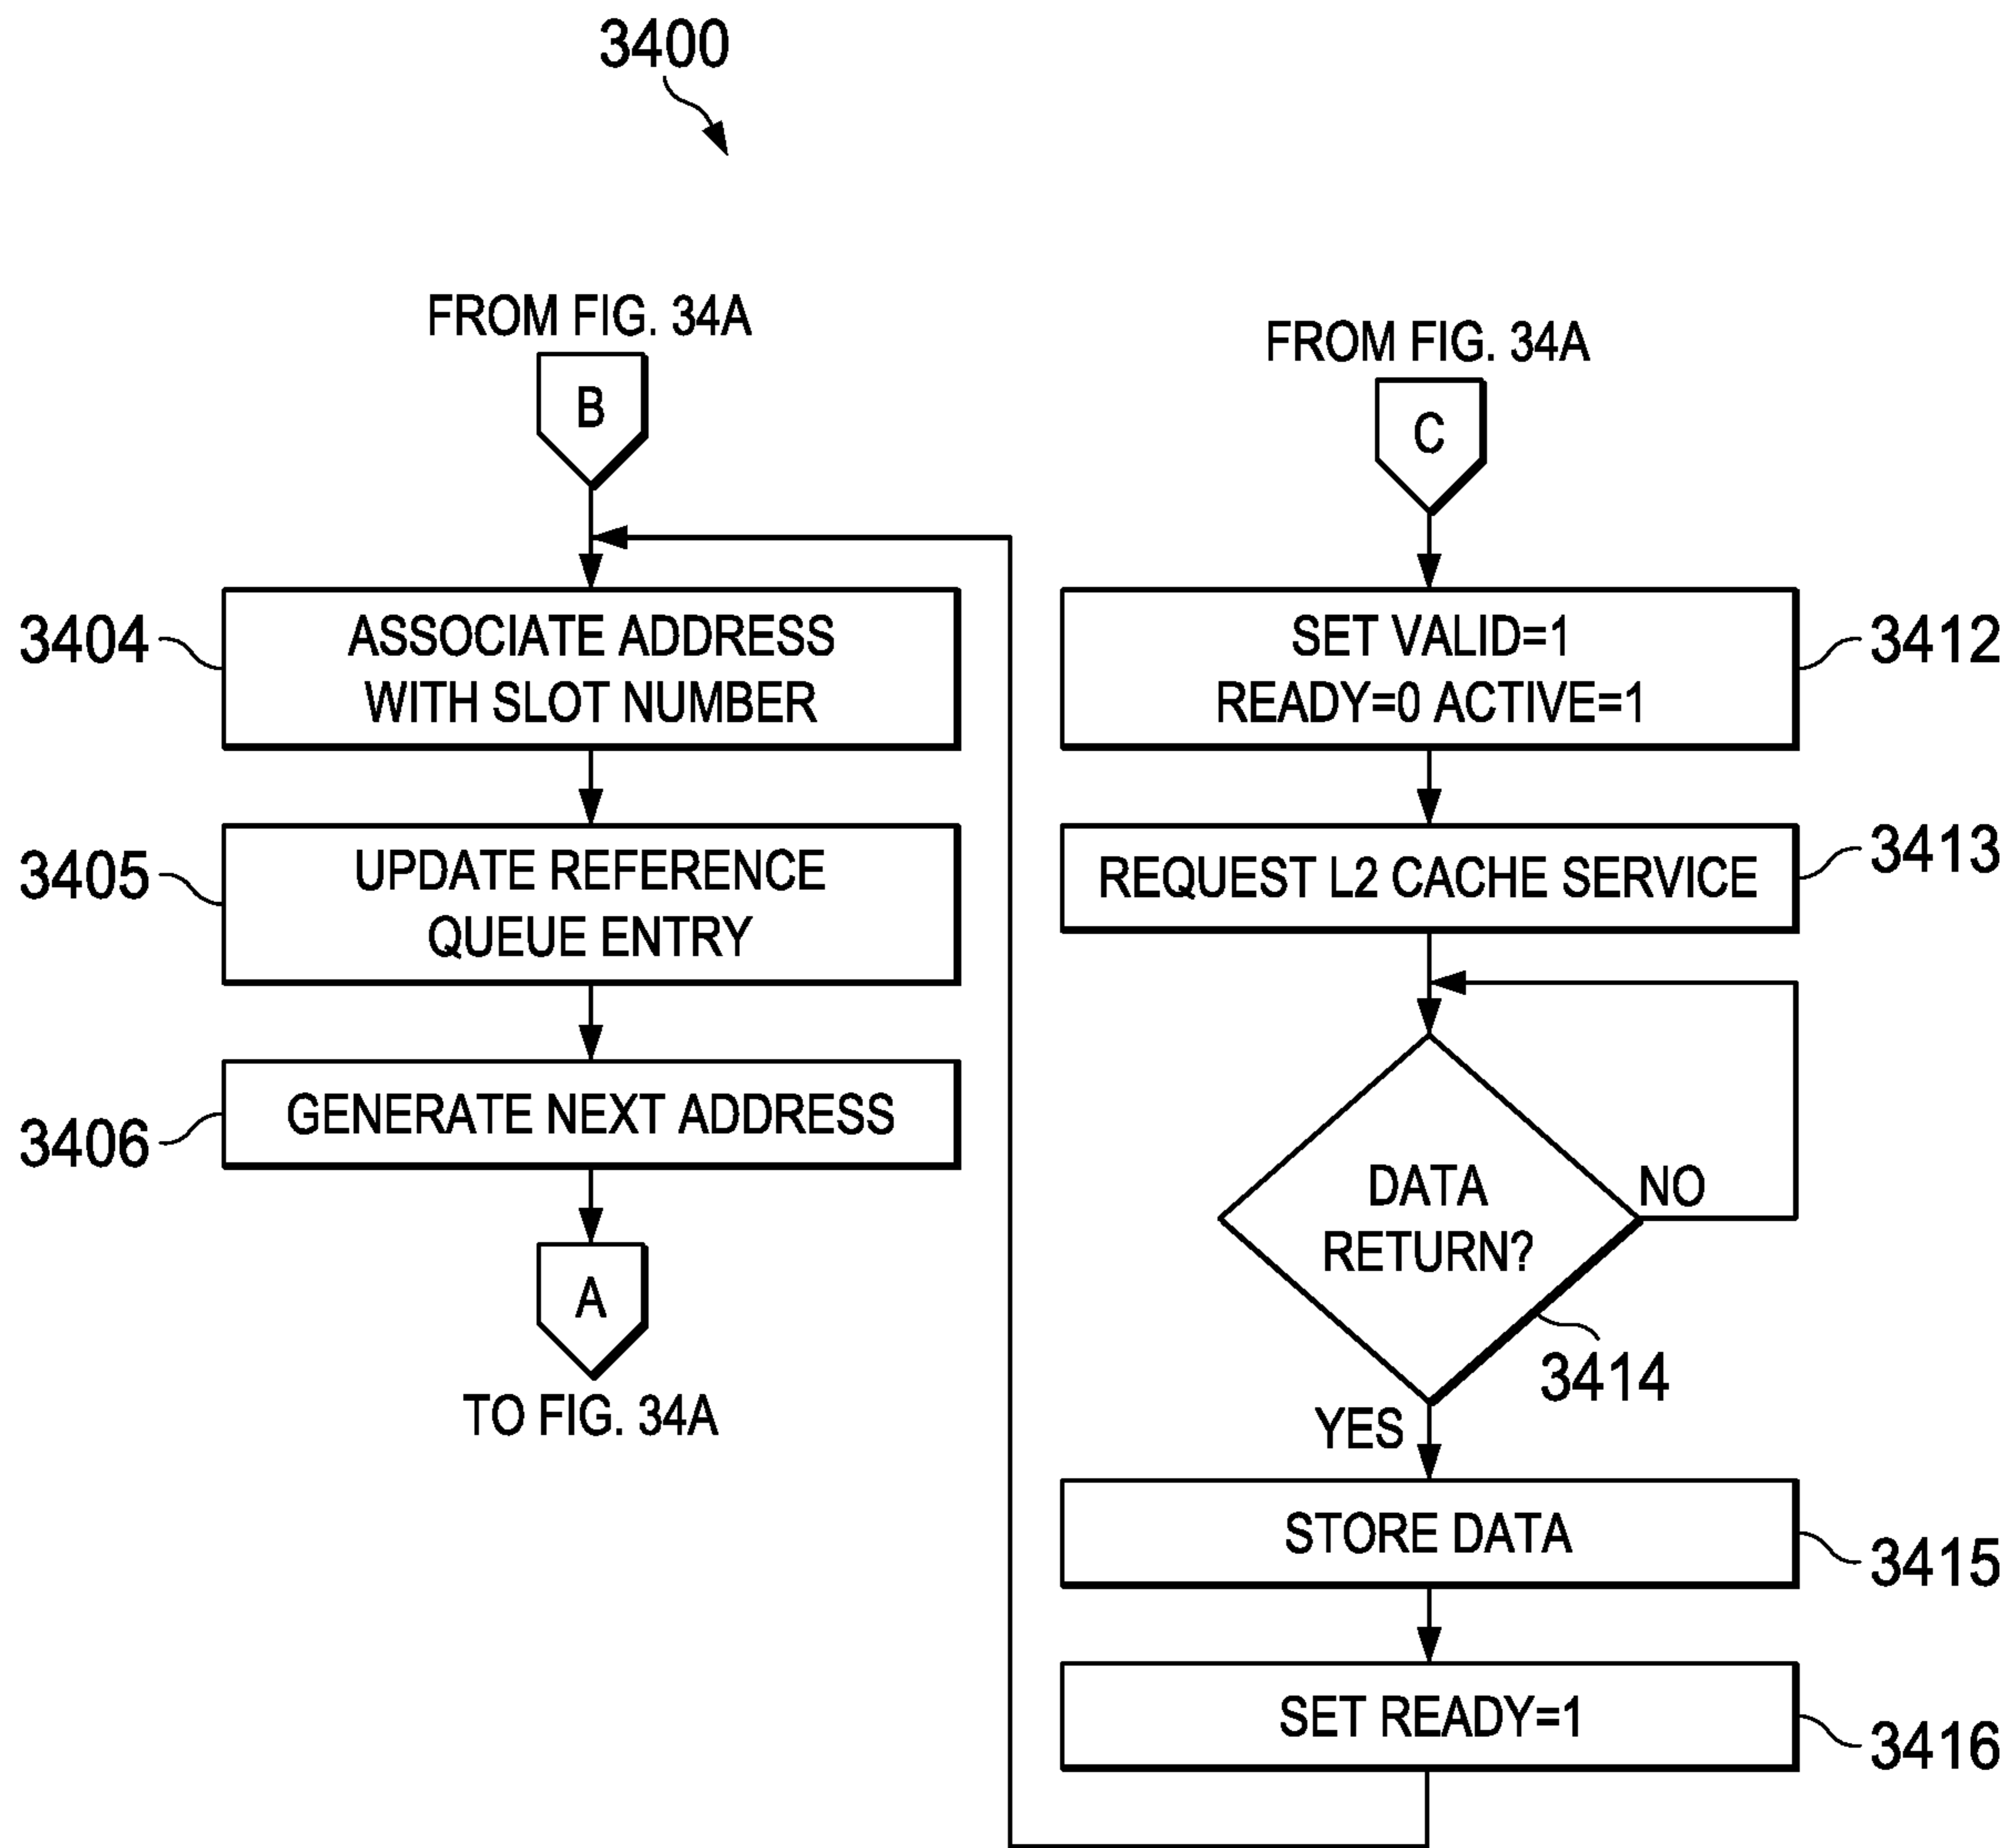 3400
FROM FIG. 34A
B
3404
ASSOCIATE ADDRESS
WITH SLOT NUMBER
3405
UPDATE REFERENCE
QUEUE ENTRY
3406
GENERATE NEXT ADDRESS
A
TO FIG. 34A
FROM FIG. 34A
C
SET VALID=1
READY=0 ACTIVE=1
3412
REQUEST L2 CACHE SERVICE
3413
DATA
RETURN?
NO
3414
YES
STORE DATA
3415
SET READY=1
3416